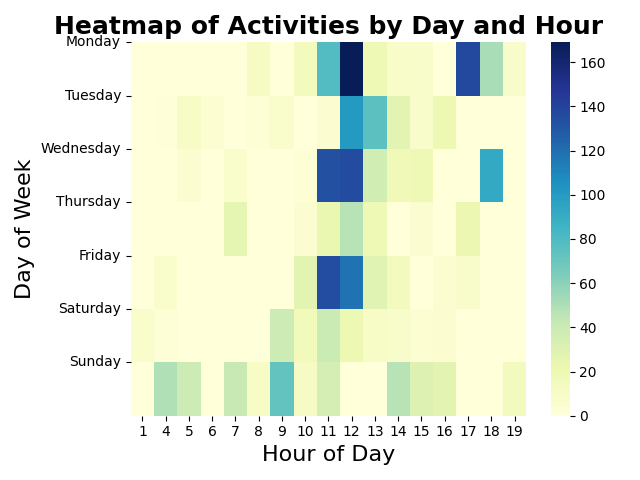 Heatmap of Activities by Day and Hour
Monday
Tuesday
Wednesday
Thursday
Friday
Saturday
Sunday
Day of Week
1 4 5 6 7 8 9 10 11 12 13 14 15 16 17 18 19
Hour of Day
160
140
120
100
80
60
40
20
0